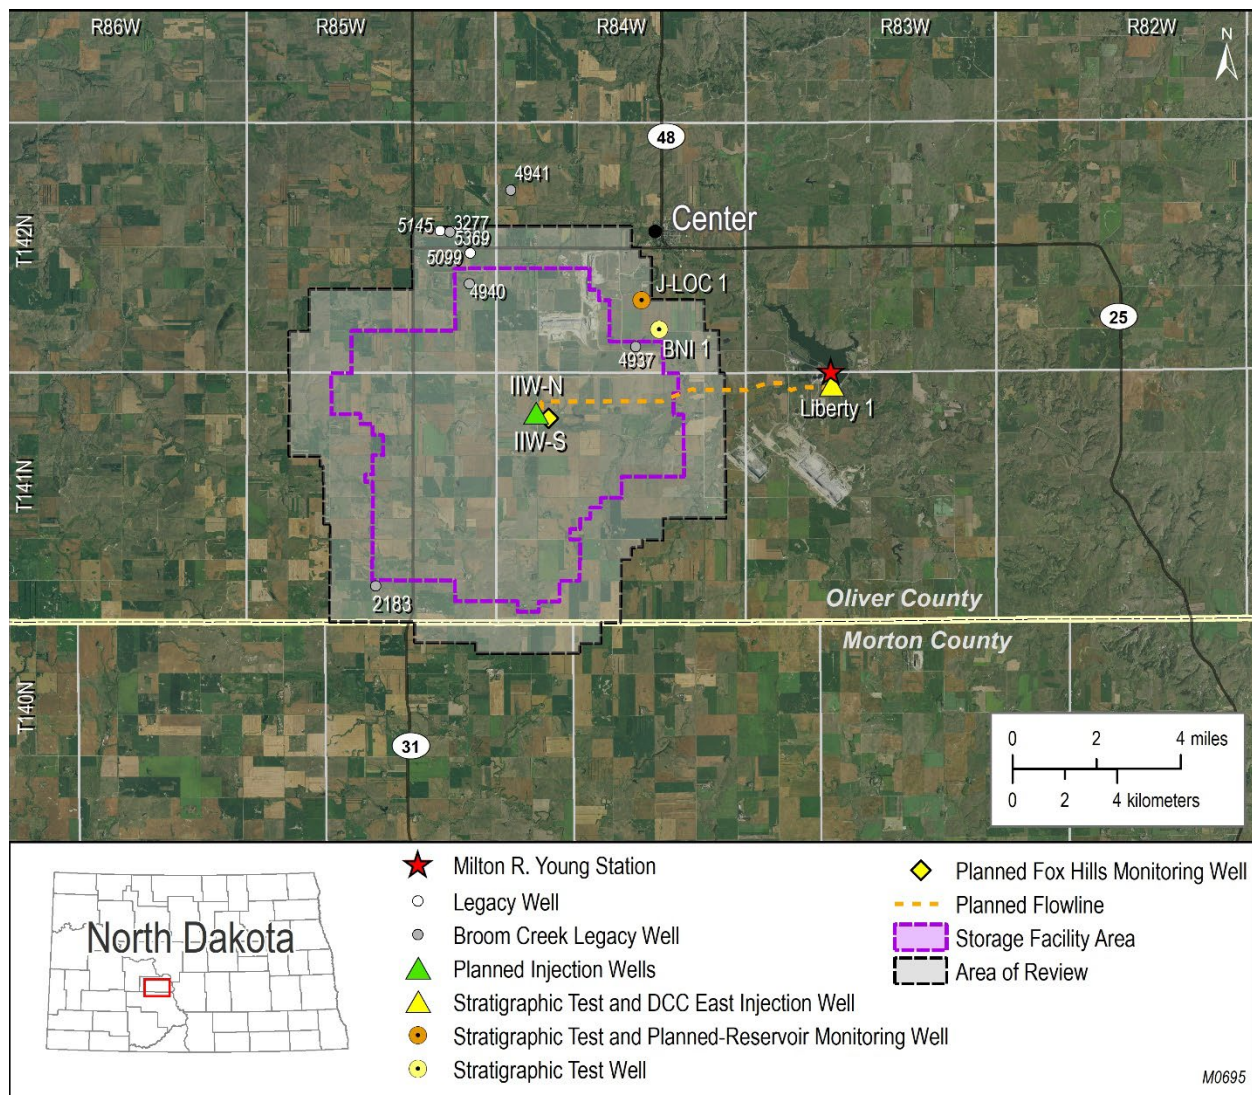 R86W
R85W
R84W
R83W
R82W
N
48
4941
Center
T142N
5145
3277
5369
5099
4940
J-LOC 1
BNI 1
4937
25
IIW-N
IIW-S
Liberty 1
T141N
2183
Oliver County
Morton County
T140N
31
0 2 4 miles
0 2 4 kilometers
North Dakota
Milton R. Young Station
Legacy Well
Broom Creek Legacy Well
Planned Injection Wells
Stratigraphic Test and DCC East Injection Well
Stratigraphic Test and Planned-Reservoir Monitoring Well
Stratigraphic Test Well
Planned Fox Hills Monitoring Well
Planned Flowline
Storage Facility Area
Area of Review
M0695